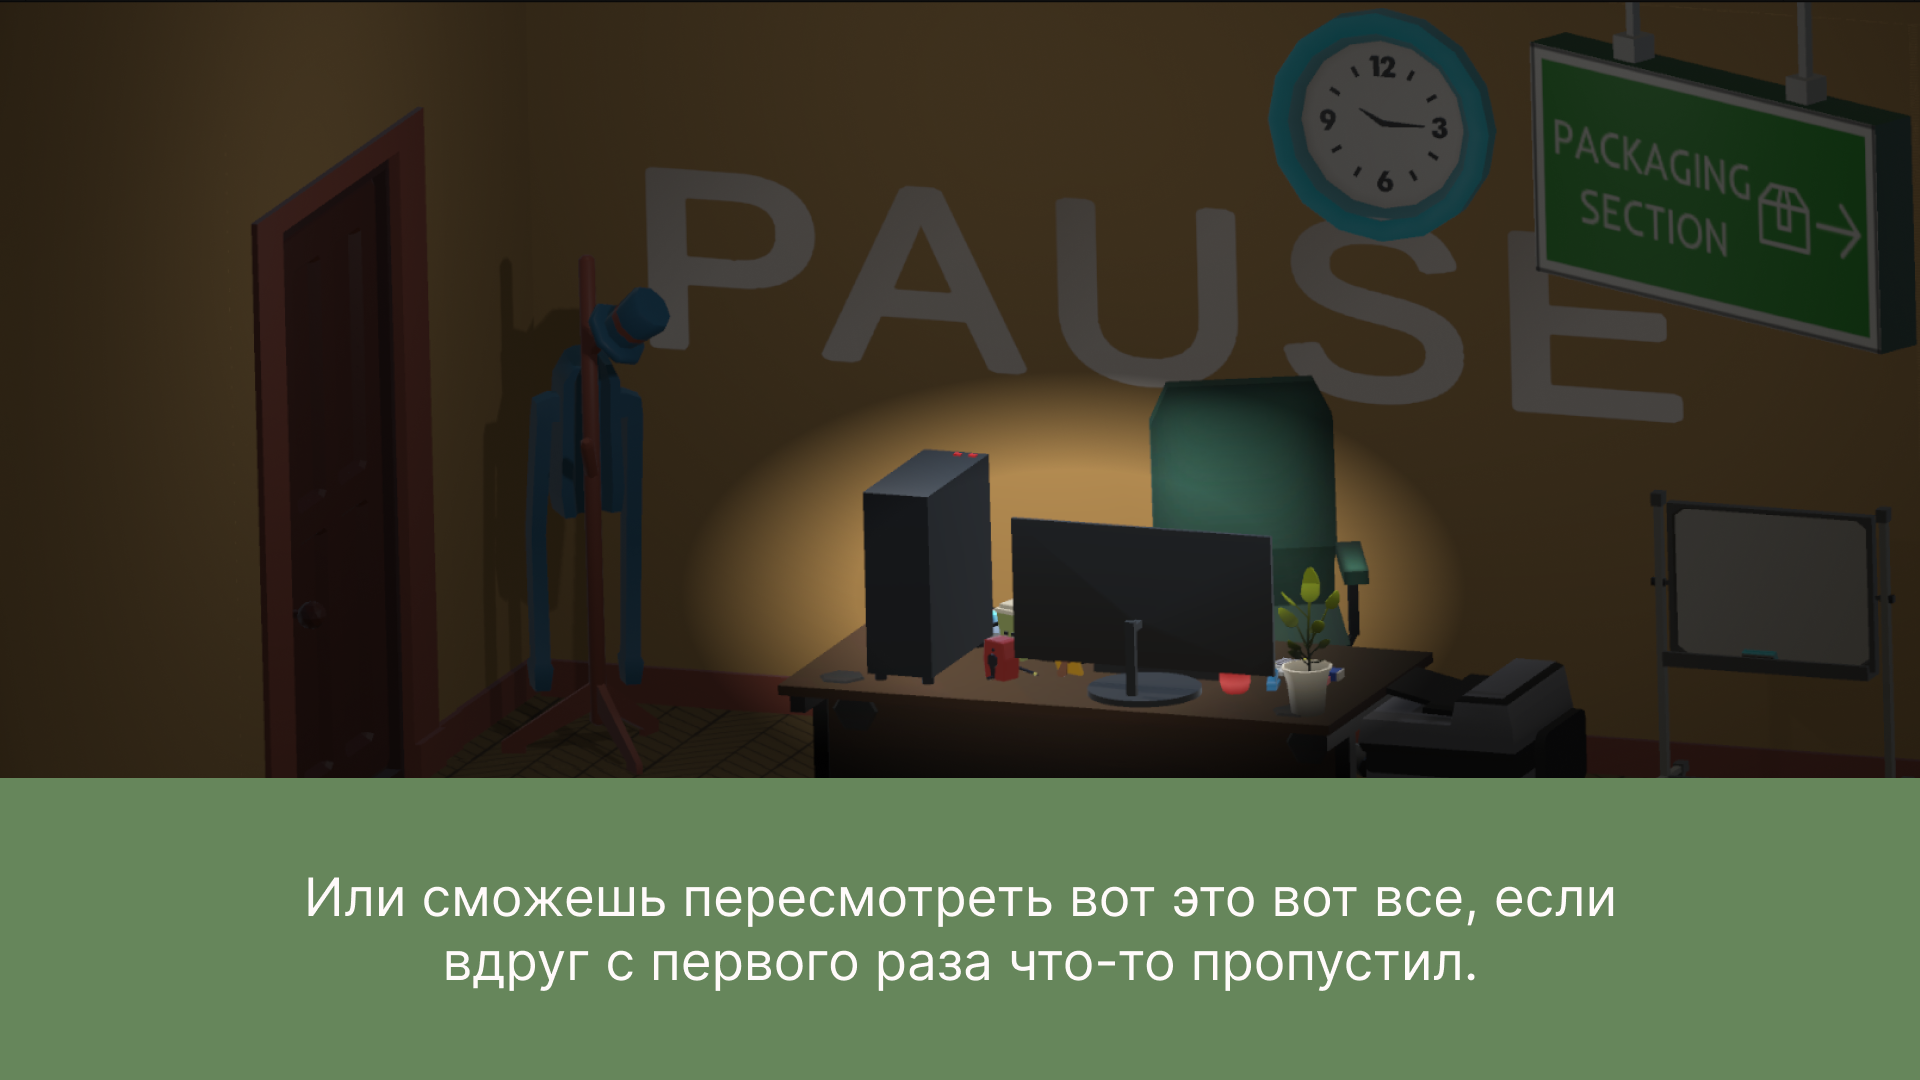 PAUSE
12
9
3
6
PACKAGING
SECTION
Или сможешь пересмотреть вот это вот все, если
вдруг с первого раза что-то пропустил.